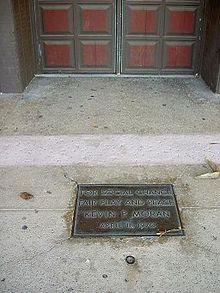 FOR SOCIAL CHANGE
FAIR PLAY AND PEACE
KEVIN P. MORAN
APRIL 18, 1970